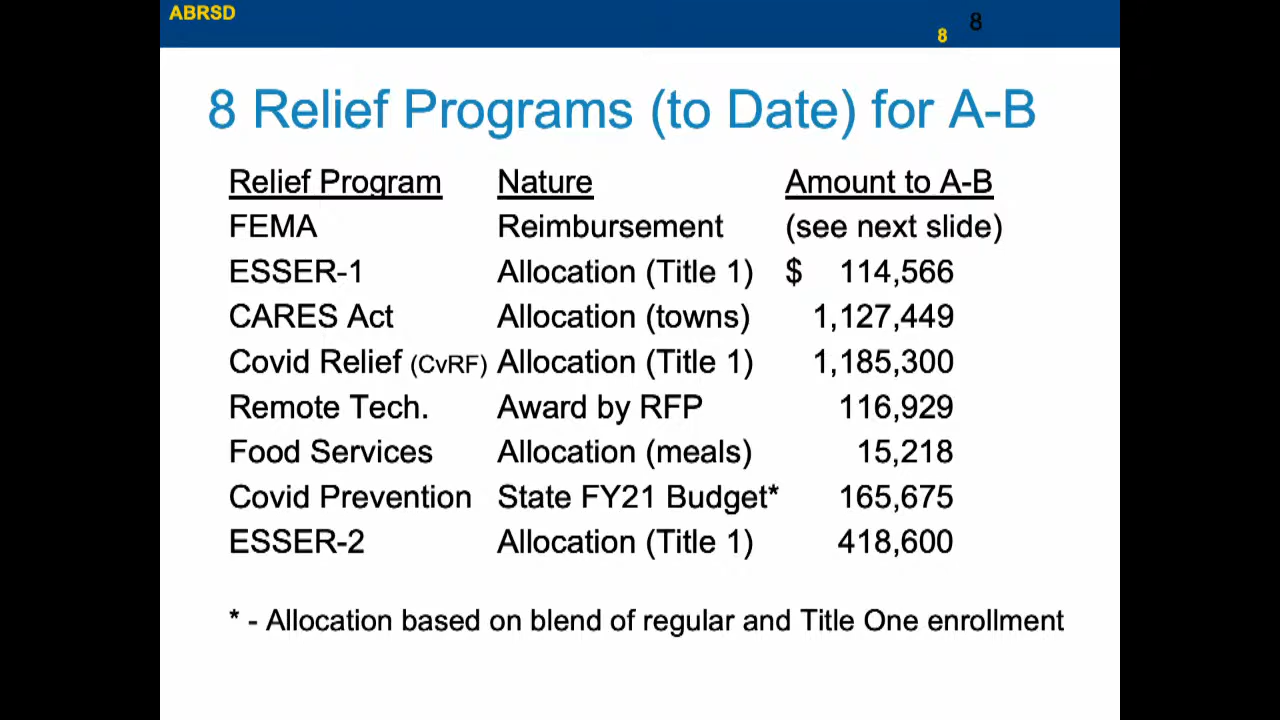 ABRSD
8
8
8 Relief Programs (to Date) for A-B
Relief Program Nature Amount to A-B
FEMA Reimbursement (see next slide)
ESSER-1 Allocation (Title 1) $ 114,566
CARES Act Allocation (towns) 1,127,449
Covid Relief (CvRF) Allocation (Title 1) 1,185,300
Remote Tech. Award by RFP 116,929
Food Services Allocation (meals) 15,218
Covid Prevention State FY21 Budget* 165,675
ESSER-2 Allocation (Title 1) 418,600
* - Allocation based on blend of regular and Title One enrollment